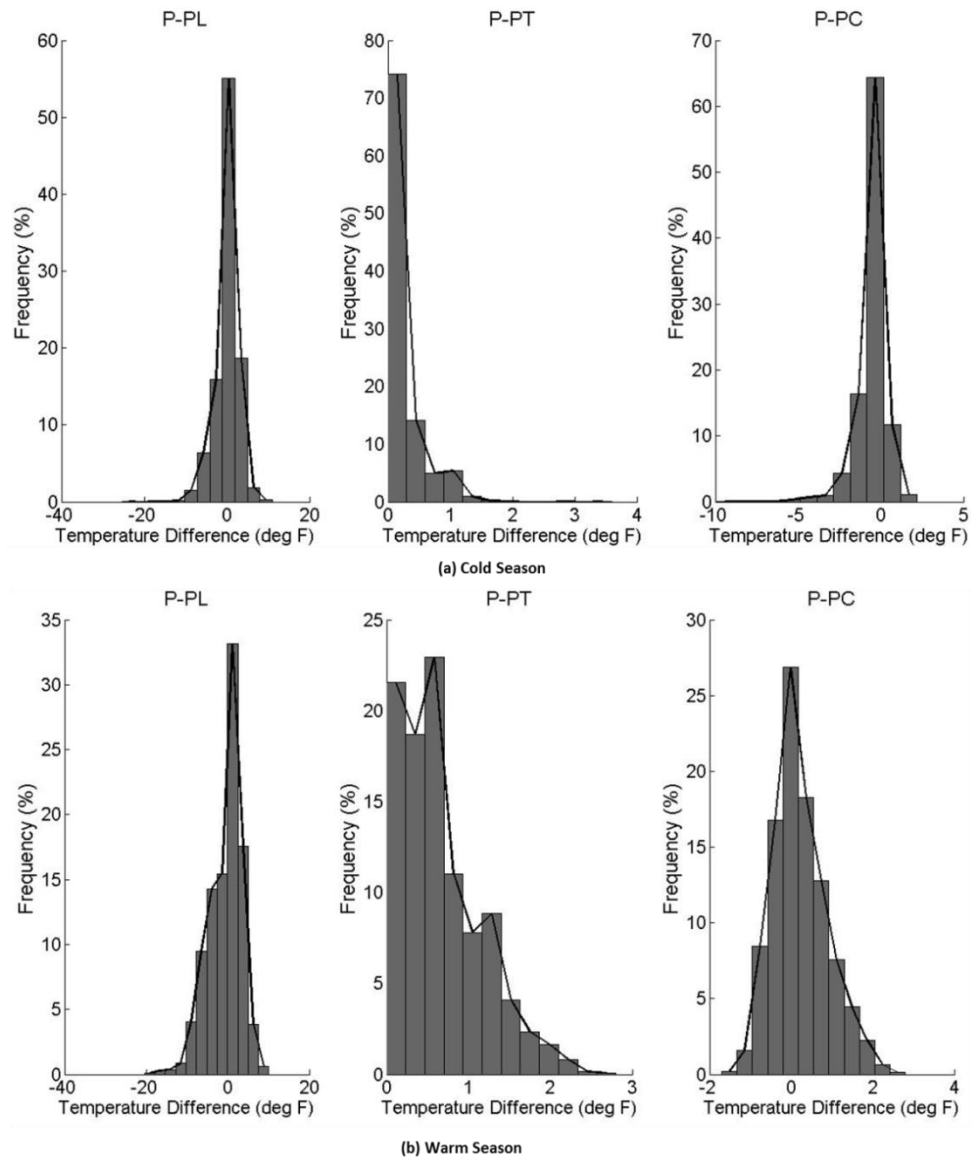 P-PL P-PT P-PC
60
50
40
30
20
10
0
-40 -20 0 20
Frequency (%)
Temperature Difference (deg F)
80
70
60
50
40
30
20
10
0
0 1 2 3 4
Frequency (%)
Temperature Difference (deg F)
70
60
50
40
30
20
10
0
-10 -5 0 5
Frequency (%)
Temperature Difference (deg F)
(a) Cold Season
P-PL P-PT P-PC
35
30
25
20
15
10
5
0
-40 -20 0 20
Frequency (%)
Temperature Difference (deg F)
25
20
15
10
5
0
0 1 2 3
Frequency (%)
Temperature Difference (deg F)
30
25
20
15
10
5
0
-2 0 2 4
Frequency (%)
Temperature Difference (deg F)
(b) Warm Season